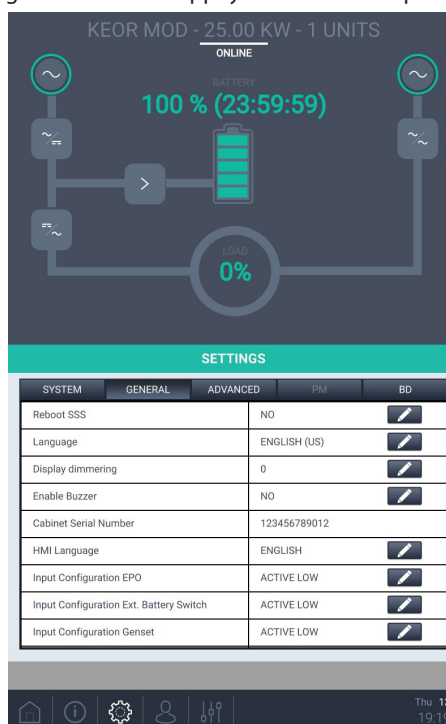 KEOR MOD - 25.00 KW - 1 UNITS
ONLINE
BATTERY
100 % (23:59:59)
LOAD
0%
SETTINGS
SYSTEM GENERAL ADVANCED PM BD
Reboot SSS NO
Language ENGLISH (US)
Display dimmering 0
Enable Buzzer NO
Cabinet Serial Number 123456789012
HMI Language ENGLISH
Input Configuration EPO ACTIVE LOW
Input Configuration Ext. Battery Switch ACTIVE LOW
Input Configuration Genset ACTIVE LOW
Thu